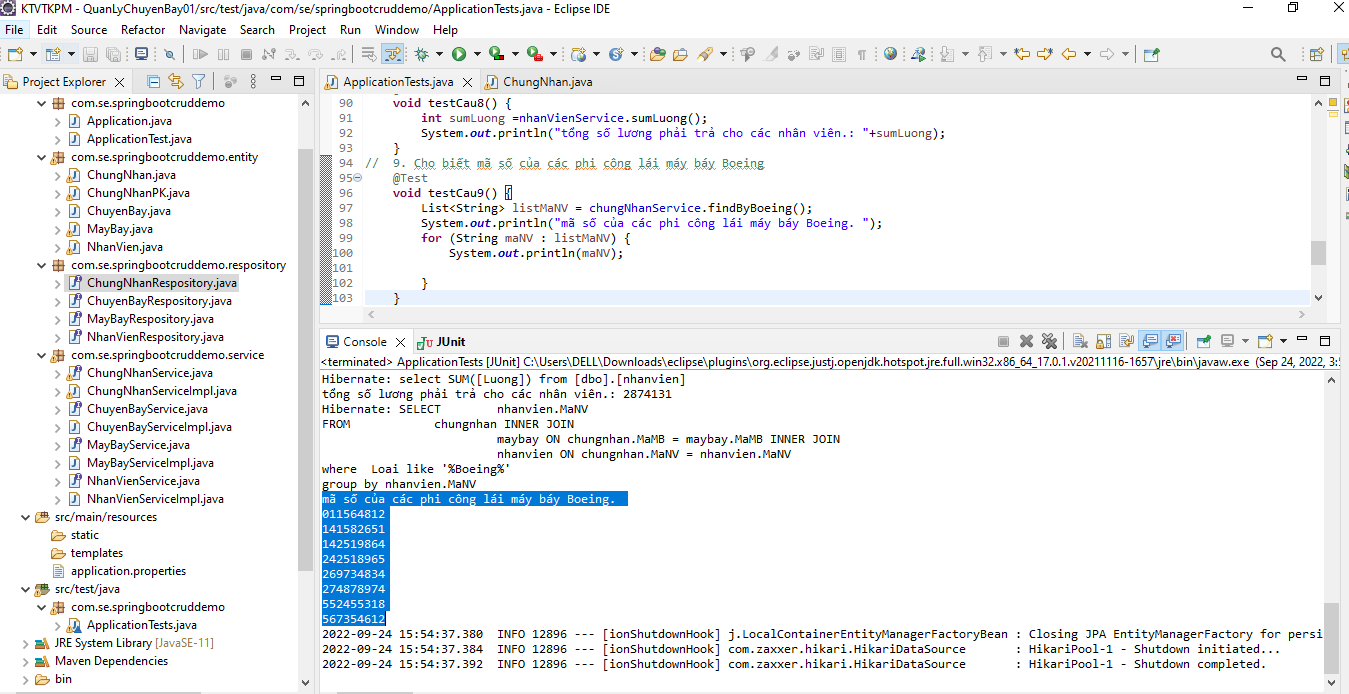 KTVTKPM - QuanLyChuyenBay01/src/test/java/com/se/springbootcruddemo/ApplicationTests.java - Eclipse IDE
File Edit Source Refactor Navigate Search Project Run Window Help
Project Explorer
com.se.springbootcruddemo
Application.java
ApplicationTest.java
com.se.springbootcruddemo.entity
ChungNhan.java
ChungNhanPK.java
ChuyenBay.java
MayBay.java
NhanVien.java
com.se.springbootcruddemo.respository
ChungNhanRespository.java
ChuyenBayRespository.java
MayBayRespository.java
NhanVienRespository.java
com.se.springbootcruddemo.service
ChungNhanService.java
ChungNhanServiceImpl.java
ChuyenBayService.java
ChuyenBayServiceImpl.java
MayBayService.java
MayBayServiceImpl.java
NhanVienService.java
NhanVienServiceImpl.java
src/main/resources
static
templates
application.properties
src/test/java
com.se.springbootcruddemo
ApplicationTests.java
JRE System Library [JavaSE-11]
Maven Dependencies
bin
ApplicationTests.java ChungNhan.java
90 void testCau8() {
91 int sumLuong =nhanVienService.sumLuong();
92 System.out.println("tổng số lương phải trả cho các nhân viên.: "+sumLuong);
93 }
94 // 9. Cho biết mã số của các phi công lái máy báy Boeing
95 @Test
96 void testCau9() {
97 List<String> listMaNV = chungNhanService.findByBoeing();
98 System.out.println("mã số của các phi công lái máy báy Boeing. ");
99 for (String maNV : listMaNV) {
100 System.out.println(maNV);
101
102 }
103 }
Console JUnit
<terminated> ApplicationTests [JUnit] C:\Users\DELL\Downloads\eclipse\plugins\org.eclipse.justj.openjdk.hotspot.jre.full.win32.x86_64_17.0.1.v20211116-1657\jre\bin\javaw.exe (Sep 24, 2022, 3:5
Hibernate: select SUM([Luong]) from [dbo].[nhanvien]
tổng số lương phải trả cho các nhân viên.: 2874131
Hibernate: SELECT nhanvien.MaNV
FROM chungnhan INNER JOIN
maybay ON chungnhan.MaMB = maybay.MaMB INNER JOIN
nhanvien ON chungnhan.MaNV = nhanvien.MaNV
where Loai like '%Boeing%'
group by nhanvien.MaNV
mã số của các phi công lái máy báy Boeing.
011564812
141582651
142519864
242518965
269734834
274878974
552455318
567354612
2022-09-24 15:54:37.380 INFO 12896 --- [ionShutdownHook] j.LocalContainerEntityManagerFactoryBean : Closing JPA EntityManagerFactory for persi
2022-09-24 15:54:37.384 INFO 12896 --- [ionShutdownHook] com.zaxxer.hikari.HikariDataSource : HikariPool-1 - Shutdown initiated...
2022-09-24 15:54:37.392 INFO 12896 --- [ionShutdownHook] com.zaxxer.hikari.HikariDataSource : HikariPool-1 - Shutdown completed.